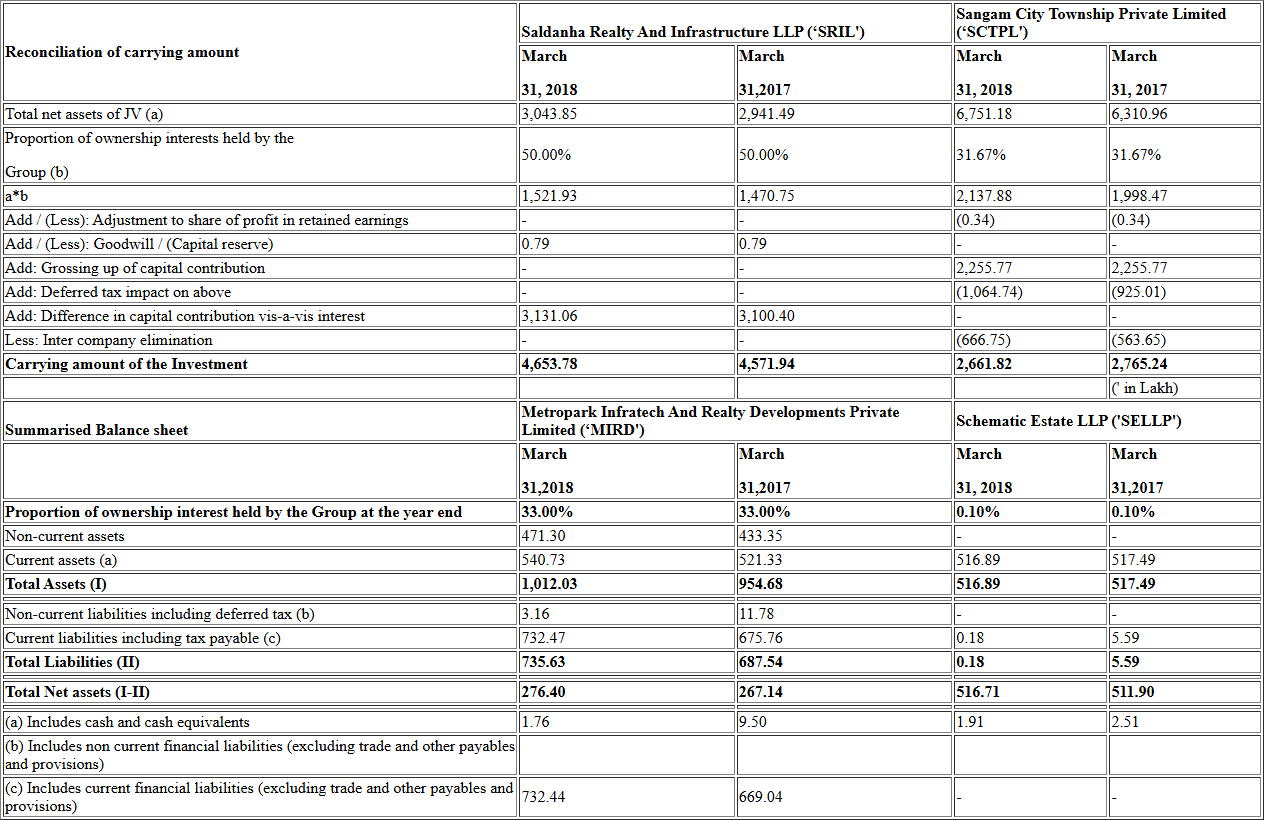 Reconciliation of carrying amount
Saldanha Realty And Infrastructure LLP (‘SRIL')
Sangam City Township Private Limited
(‘SCTPL')
March
31, 2018
March
31,2017
March
31, 2018
March
31, 2017
Total net assets of JV (a) 3,043.85 2,941.49 6,751.18 6,310.96
Proportion of ownership interests held by the
Group (b)
50.00% 50.00% 31.67% 31.67%
a*b 1,521.93 1,470.75 2,137.88 1,998.47
Add / (Less): Adjustment to share of profit in retained earnings - - (0.34) (0.34)
Add / (Less): Goodwill / (Capital reserve) 0.79 0.79 - -
Add: Grossing up of capital contribution - - 2,255.77 2,255.77
Add: Deferred tax impact on above - - (1,064.74) (925.01)
Add: Difference in capital contribution vis-a-vis interest 3,131.06 3,100.40 - -
Less: Inter company elimination - - (666.75) (563.65)
Carrying amount of the Investment 4,653.78 4,571.94 2,661.82 2,765.24
(' in Lakh)
Summarised Balance sheet
Metropark Infratech And Realty Developments Private
Limited (‘MIRD')
Schematic Estate LLP ('SELLP')
March
31,2018
March
31,2017
March
31, 2018
March
31,2017
Proportion of ownership interest held by the Group at the year end 33.00% 33.00% 0.10% 0.10%
Non-current assets 471.30 433.35 - -
Current assets (a) 540.73 521.33 516.89 517.49
Total Assets (I) 1,012.03 954.68 516.89 517.49
Non-current liabilities including deferred tax (b) 3.16 11.78 - -
Current liabilities including tax payable (c) 732.47 675.76 0.18 5.59
Total Liabilities (II) 735.63 687.54 0.18 5.59
Total Net assets (I-II) 276.40 267.14 516.71 511.90
(a) Includes cash and cash equivalents 1.76 9.50 1.91 2.51
(b) Includes non current financial liabilities (excluding trade and other payables
and provisions)
(c) Includes current financial liabilities (excluding trade and other payables and
provisions)
732.44 669.04 - -